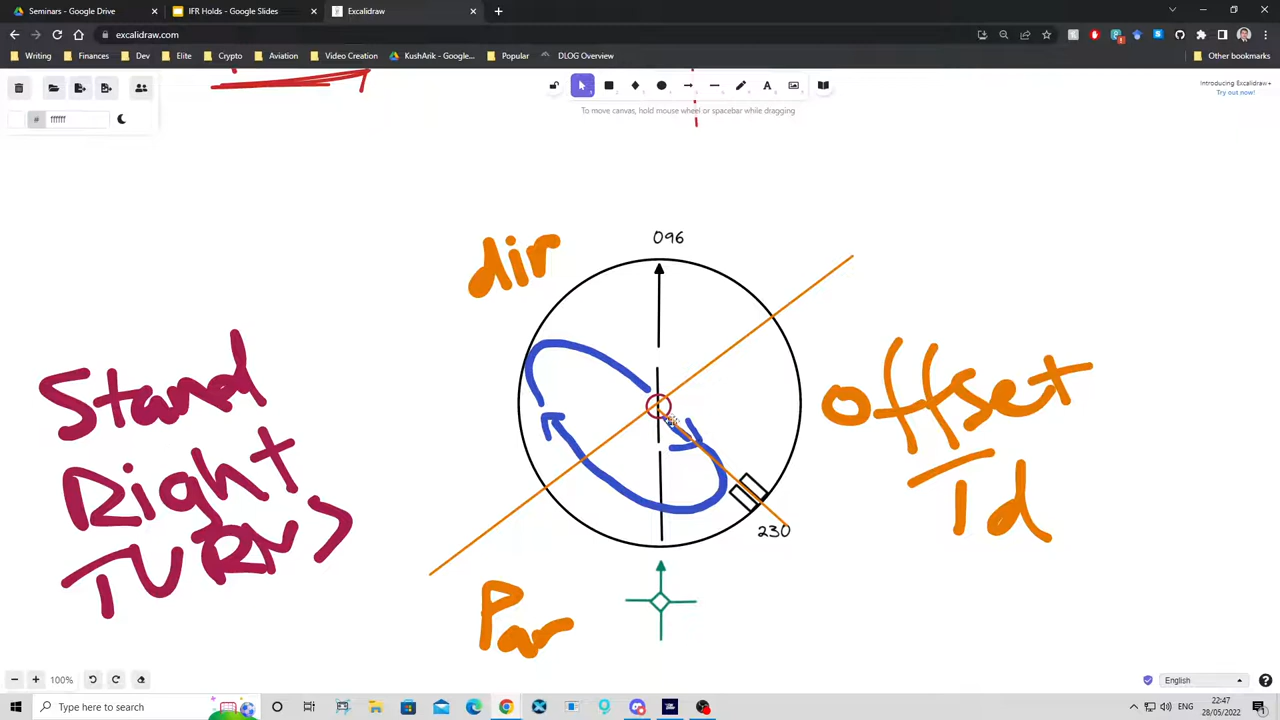 Seminars - Google Drive
IFR Holds - Google Slides
Excalidraw
excalidraw.com
Writing
Finances
Dev
Elite
Crypto
Aviation
Video Creation
KushArik - Google...
Popular
DLOG Overview
Other bookmarks
ffffff
To move canvas, hold mouse wheel or spacebar while dragging
Introducing Excalidraw+
Try out now!
dir
096
Stand
Right
TURNS
Offset
Td
230
Par
100%
English
Type here to search
22:47
28/05/2022